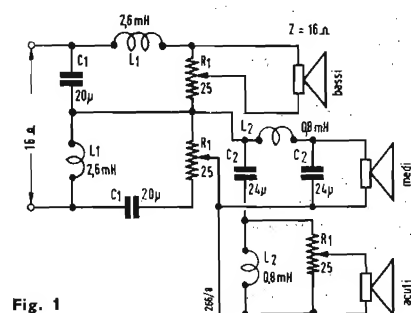 2,6mH
L1
Z = 16 Ω
C1
20μ
R1
25
bassi
16 Ω
L1
2,6mH
C1
20μ
R1
25
L2
0,8mH
C2
24μ
C2
24μ
medi
L2
0,8mH
R1
25
acuti
266/8
Fig. 1